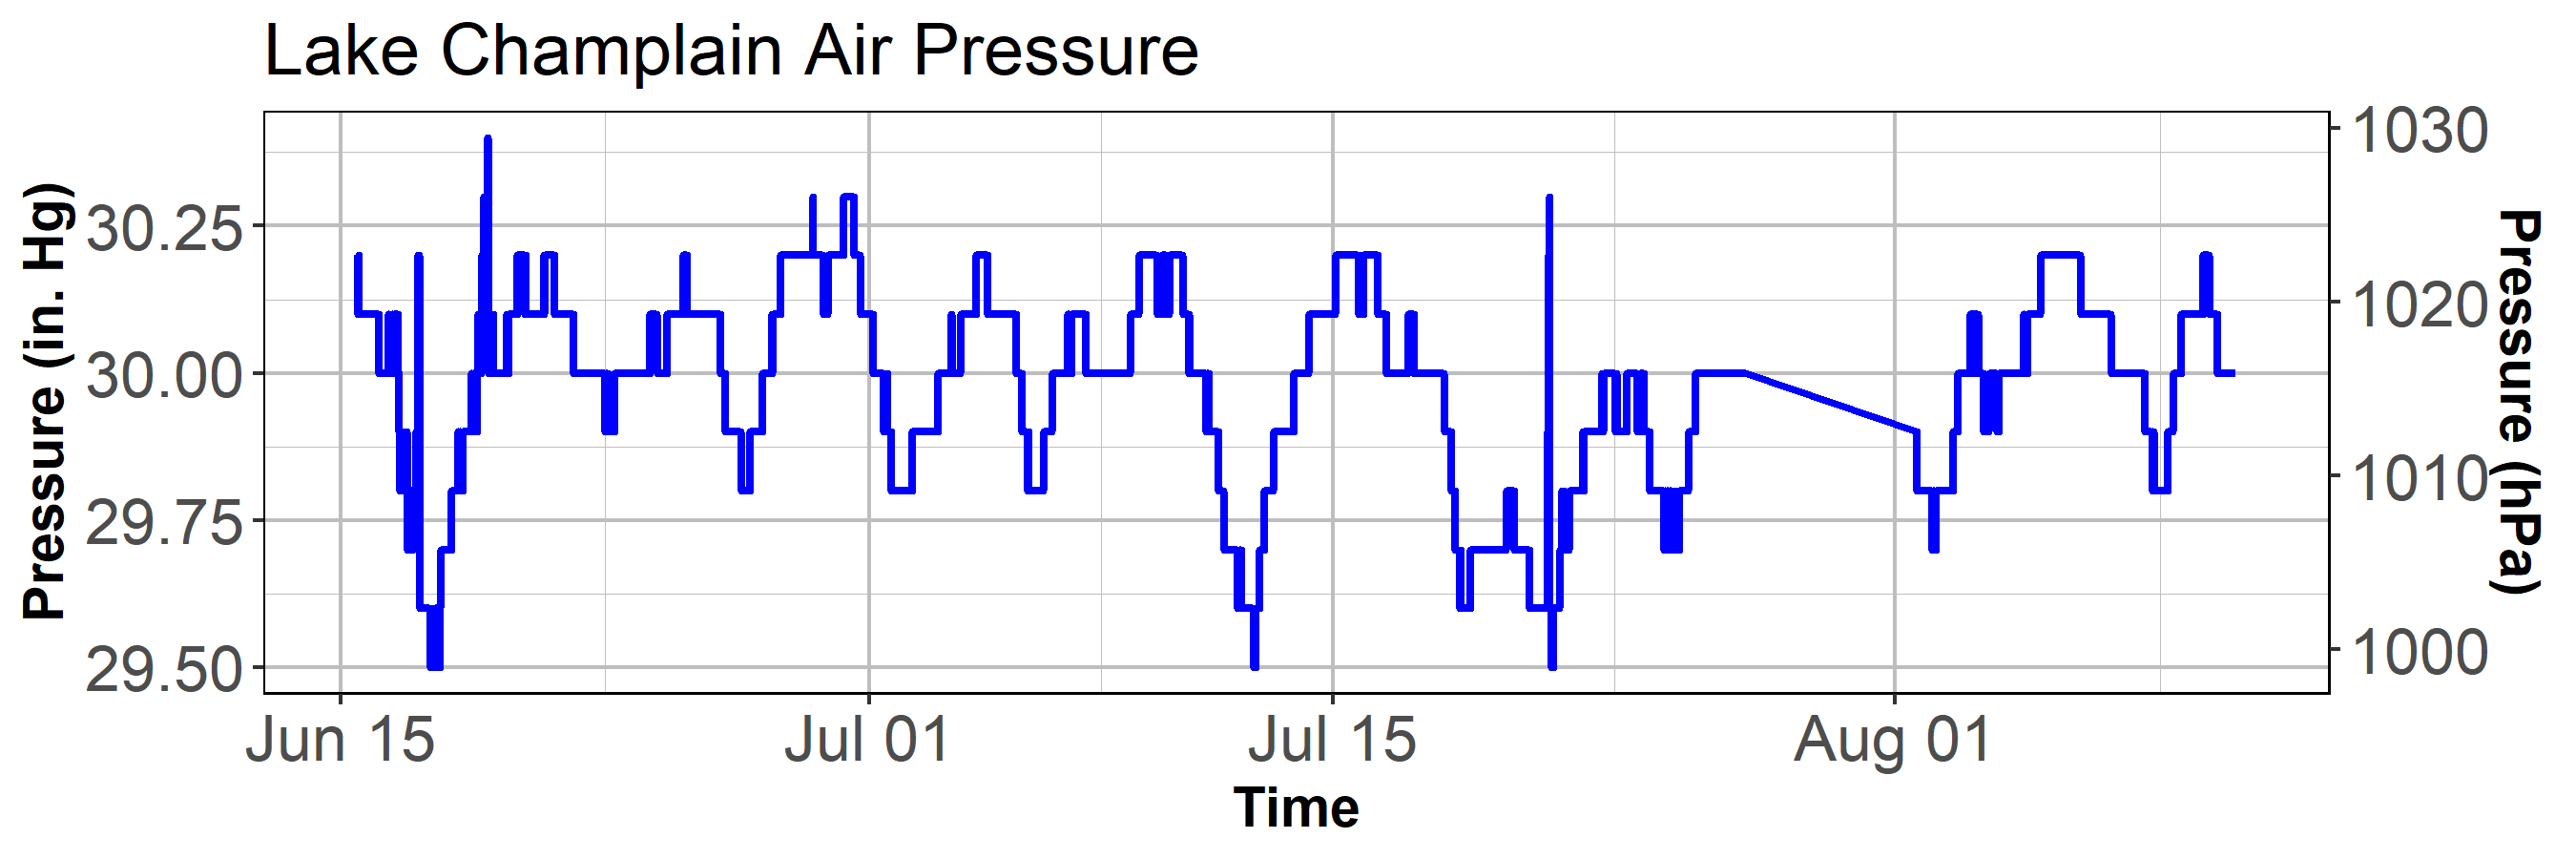 Lake Champlain Air Pressure
Pressure (in. Hg)
30.25
30.00
29.75
29.50
1030
1020
1010
1000
Pressure (hPa)
Jun 15
Jul 01
Jul 15
Aug 01
Time